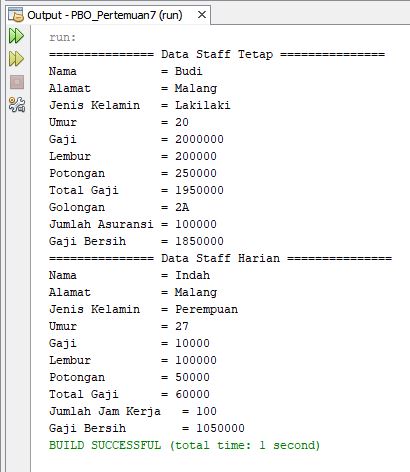 Output - PBO_Pertemuan7 (run) ×
run:
=============== Data Staff Tetap ===============
Nama = Budi
Alamat = Malang
Jenis Kelamin = Lakilaki
Umur = 20
Gaji = 2000000
Lembur = 200000
Potongan = 250000
Total Gaji = 1950000
Golongan = 2A
Jumlah Asuransi = 100000
Gaji Bersih = 1850000
=============== Data Staff Harian ===============
Nama = Indah
Alamat = Malang
Jenis Kelamin = Perempuan
Umur = 27
Gaji = 10000
Lembur = 100000
Potongan = 50000
Total Gaji = 60000
Jumlah Jam Kerja = 100
Gaji Bersih = 1050000
BUILD SUCCESSFUL (total time: 1 second)